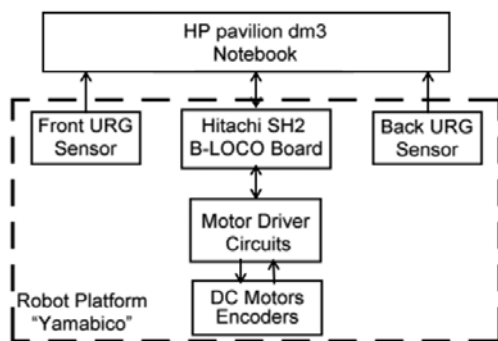 HP pavilion dm3
Notebook
Front URG
Sensor
Hitachi SH2
B-LOCO Board
Back URG
Sensor
Motor Driver
Circuits
DC Motors
Encoders
Robot Platform
“Yamabico”